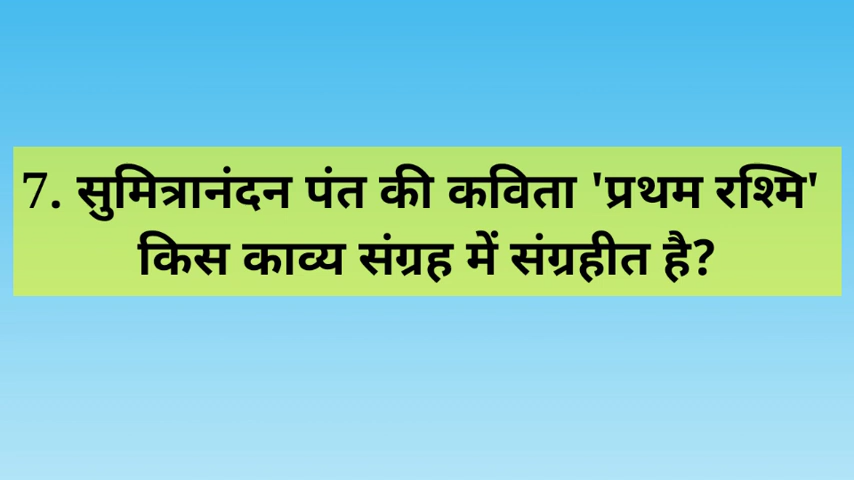 7. सुमित्रानंदन पंत की कविता 'प्रथम रश्मि'
किस काव्य संग्रह में संग्रहीत है?